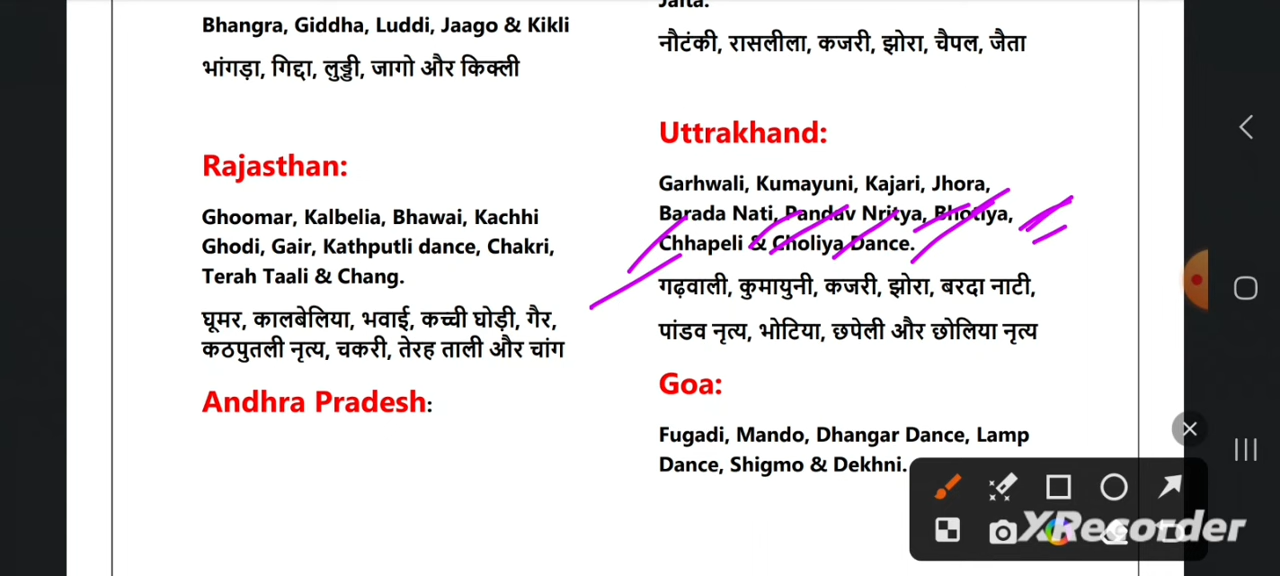 Bhangra, Giddha, Luddi, Jaago & Kikli
भांगड़ा, गिद्दा, लुड्डी, जागो और किक्ली
Rajasthan:
Ghoomar, Kalbelia, Bhawai, Kachhi
Ghodi, Gair, Kathputli dance, Chakri,
Terah Taali & Chang.
घूमर, कालबेलिया, भवाई, कच्ची घोड़ी, गैर,
कठपुतली नृत्य, चकरी, तेरह ताली और चांग
Andhra Pradesh:
Jaita.
नौटंकी, रासलीला, कजरी, झोरा, चैपल, जैता
Uttrakhand:
Garhwali, Kumayuni, Kajari, Jhora,
Barada Nati, Pandav Nritya, Bhotiya,
Chhapeli & Choliya Dance.
गढ़वाली, कुमायुनी, कजरी, झोरा, बरदा नाटी,
पांडव नृत्य, भोटिया, छपेली और छोलिया नृत्य
Goa:
Fugadi, Mando, Dhangar Dance, Lamp
Dance, Shigmo & Dekhni.
XRecorder